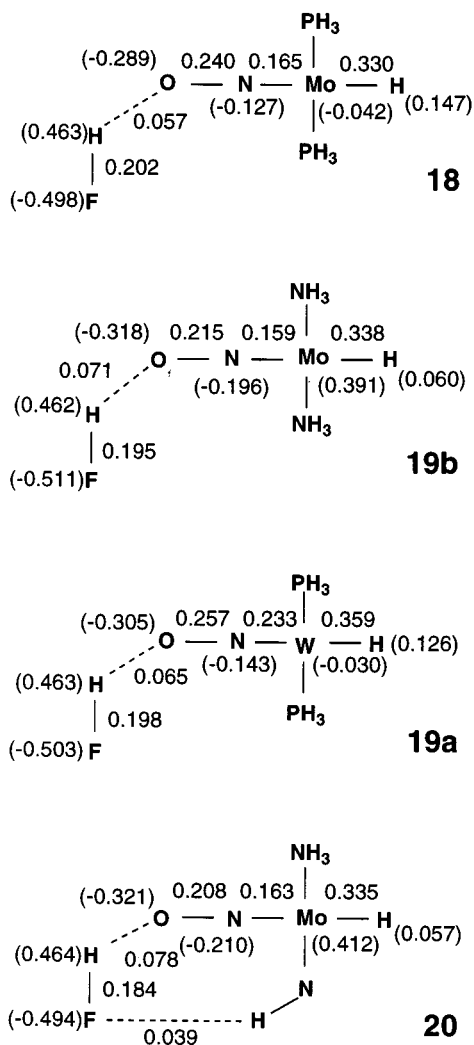 PH3
(-0.289) 0.240 0.165 0.330
O N Mo H
(-0.127) (-0.042) (0.147)
(0.463) H 0.057
PH3
0.202
(-0.498) F
18
NH3
(-0.318) 0.215 0.159 0.338
O N Mo H
0.071 (-0.196) (0.391) (0.060)
(0.462) H
NH3
0.195
(-0.511) F
19b
PH3
(-0.305) 0.257 0.233 0.359
O N W H (0.126)
(-0.143) (-0.030)
(0.463) H 0.065
PH3
0.198
(-0.503) F
19a
NH3
(-0.321) 0.208 0.163 0.335
O N Mo H
(-0.210) (0.412) (0.057)
(0.464) H 0.078
0.184 N
(-0.494) F H
0.039
20